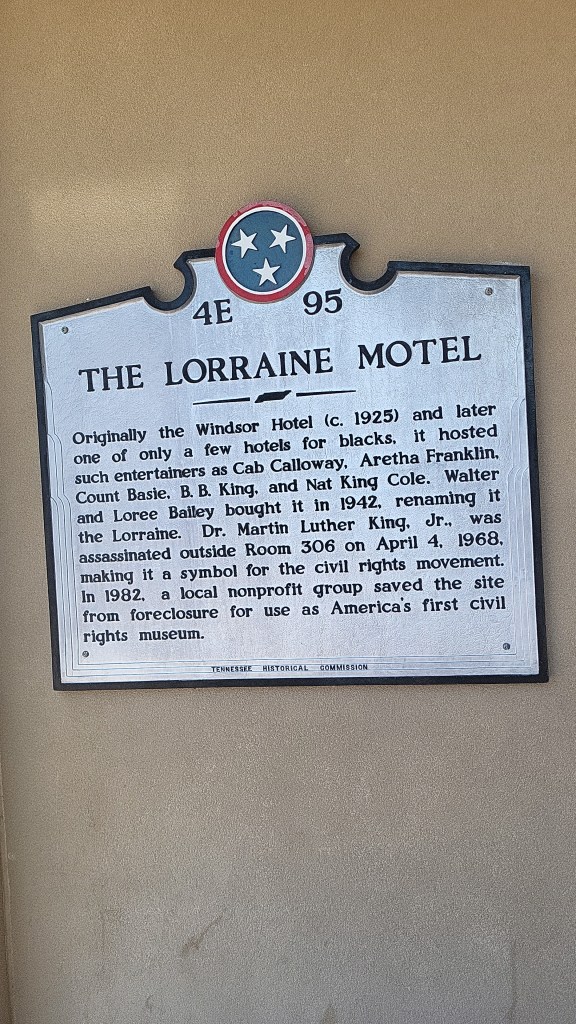 4E 95
THE LORRAINE MOTEL
Originally the Windsor Hotel (c. 1925) and later
one of only a few hotels for blacks, it hosted
such entertainers as Cab Calloway, Aretha Franklin,
Count Basie, B. B. King, and Nat King Cole. Walter
and Loree Bailey bought it in 1942, renaming it
the Lorraine. Dr. Martin Luther King, Jr., was
assassinated outside Room 306 on April 4, 1968,
making it a symbol for the civil rights movement.
In 1982, a local nonprofit group saved the site
from foreclosure for use as America's first civil
rights museum.
TENNESSEE HISTORICAL COMMISSION